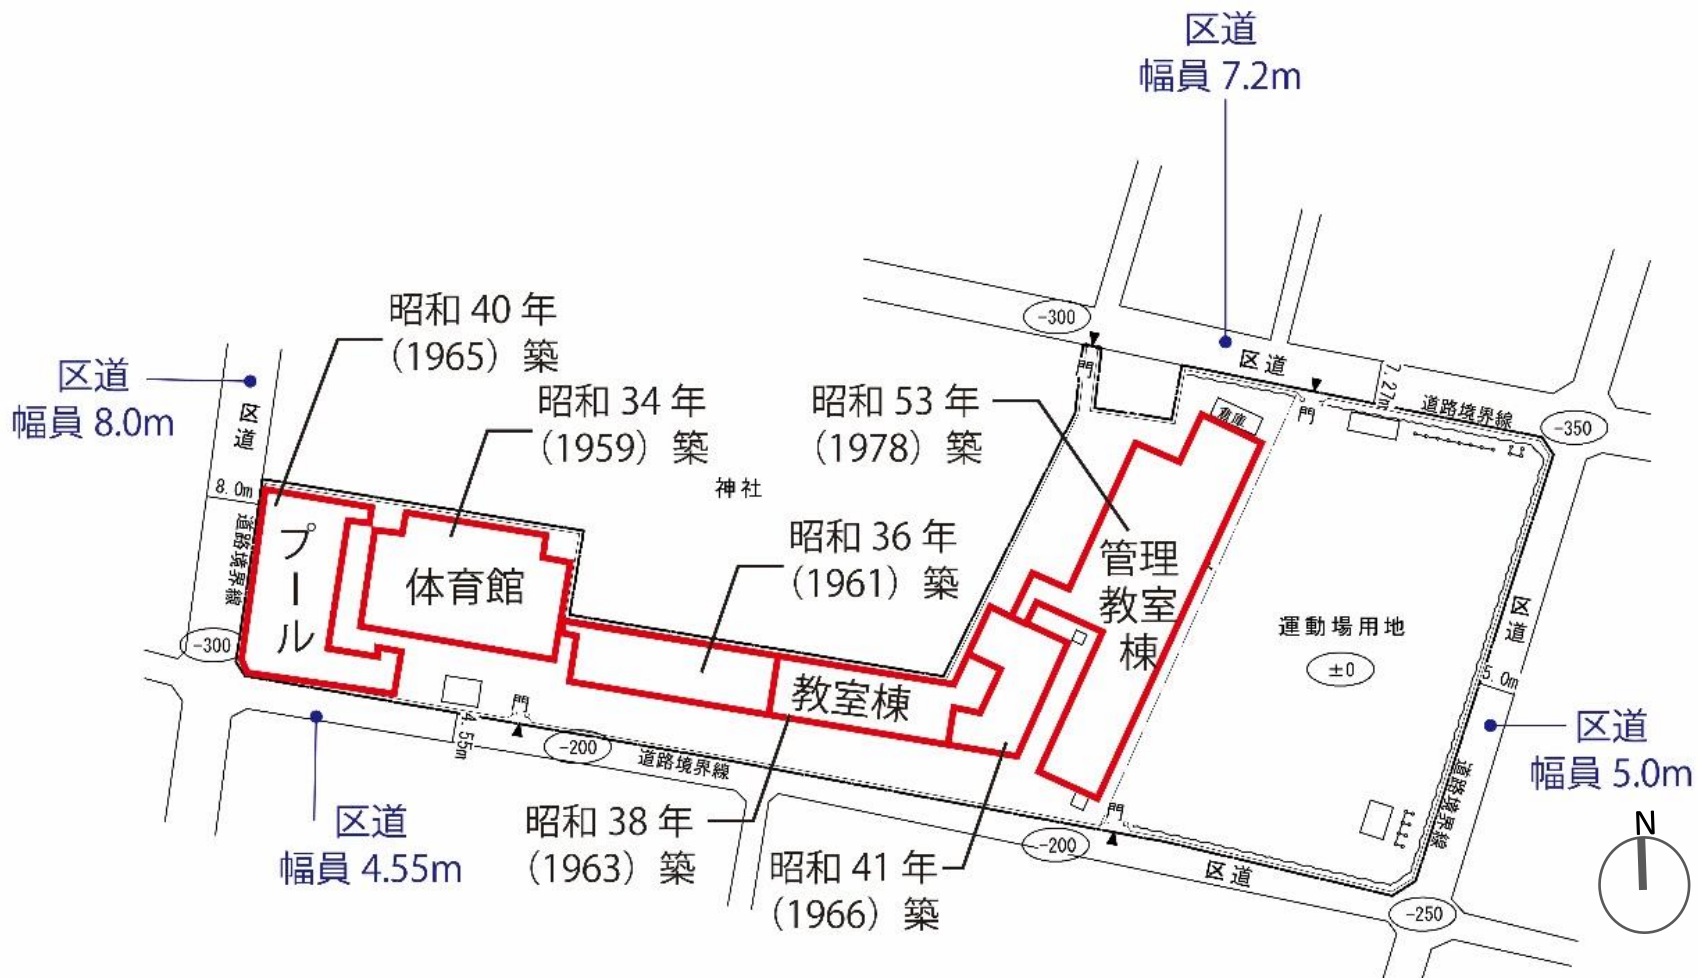 区道
幅員 7.2m
-300
区道
7.27m
道路境界線
-350
門
門
倉庫
昭和 40 年
（1965）築
区道
幅員 8.0m
区道
8.0m
道路境界線
昭和 34 年
（1959）築
昭和 53 年
（1978）築
神社
昭和 36 年
（1961）築
プール
体育館
管理
教室
棟
運動場用地
±0
区道
5.0m
-300
教室棟
門
4.55m
-200
道路境界線
区道
幅員 5.0m
道路境界線
区道
幅員 4.55m
昭和 38 年
（1963）築
昭和 41 年
（1966）築
門
-200
区道
-250
N